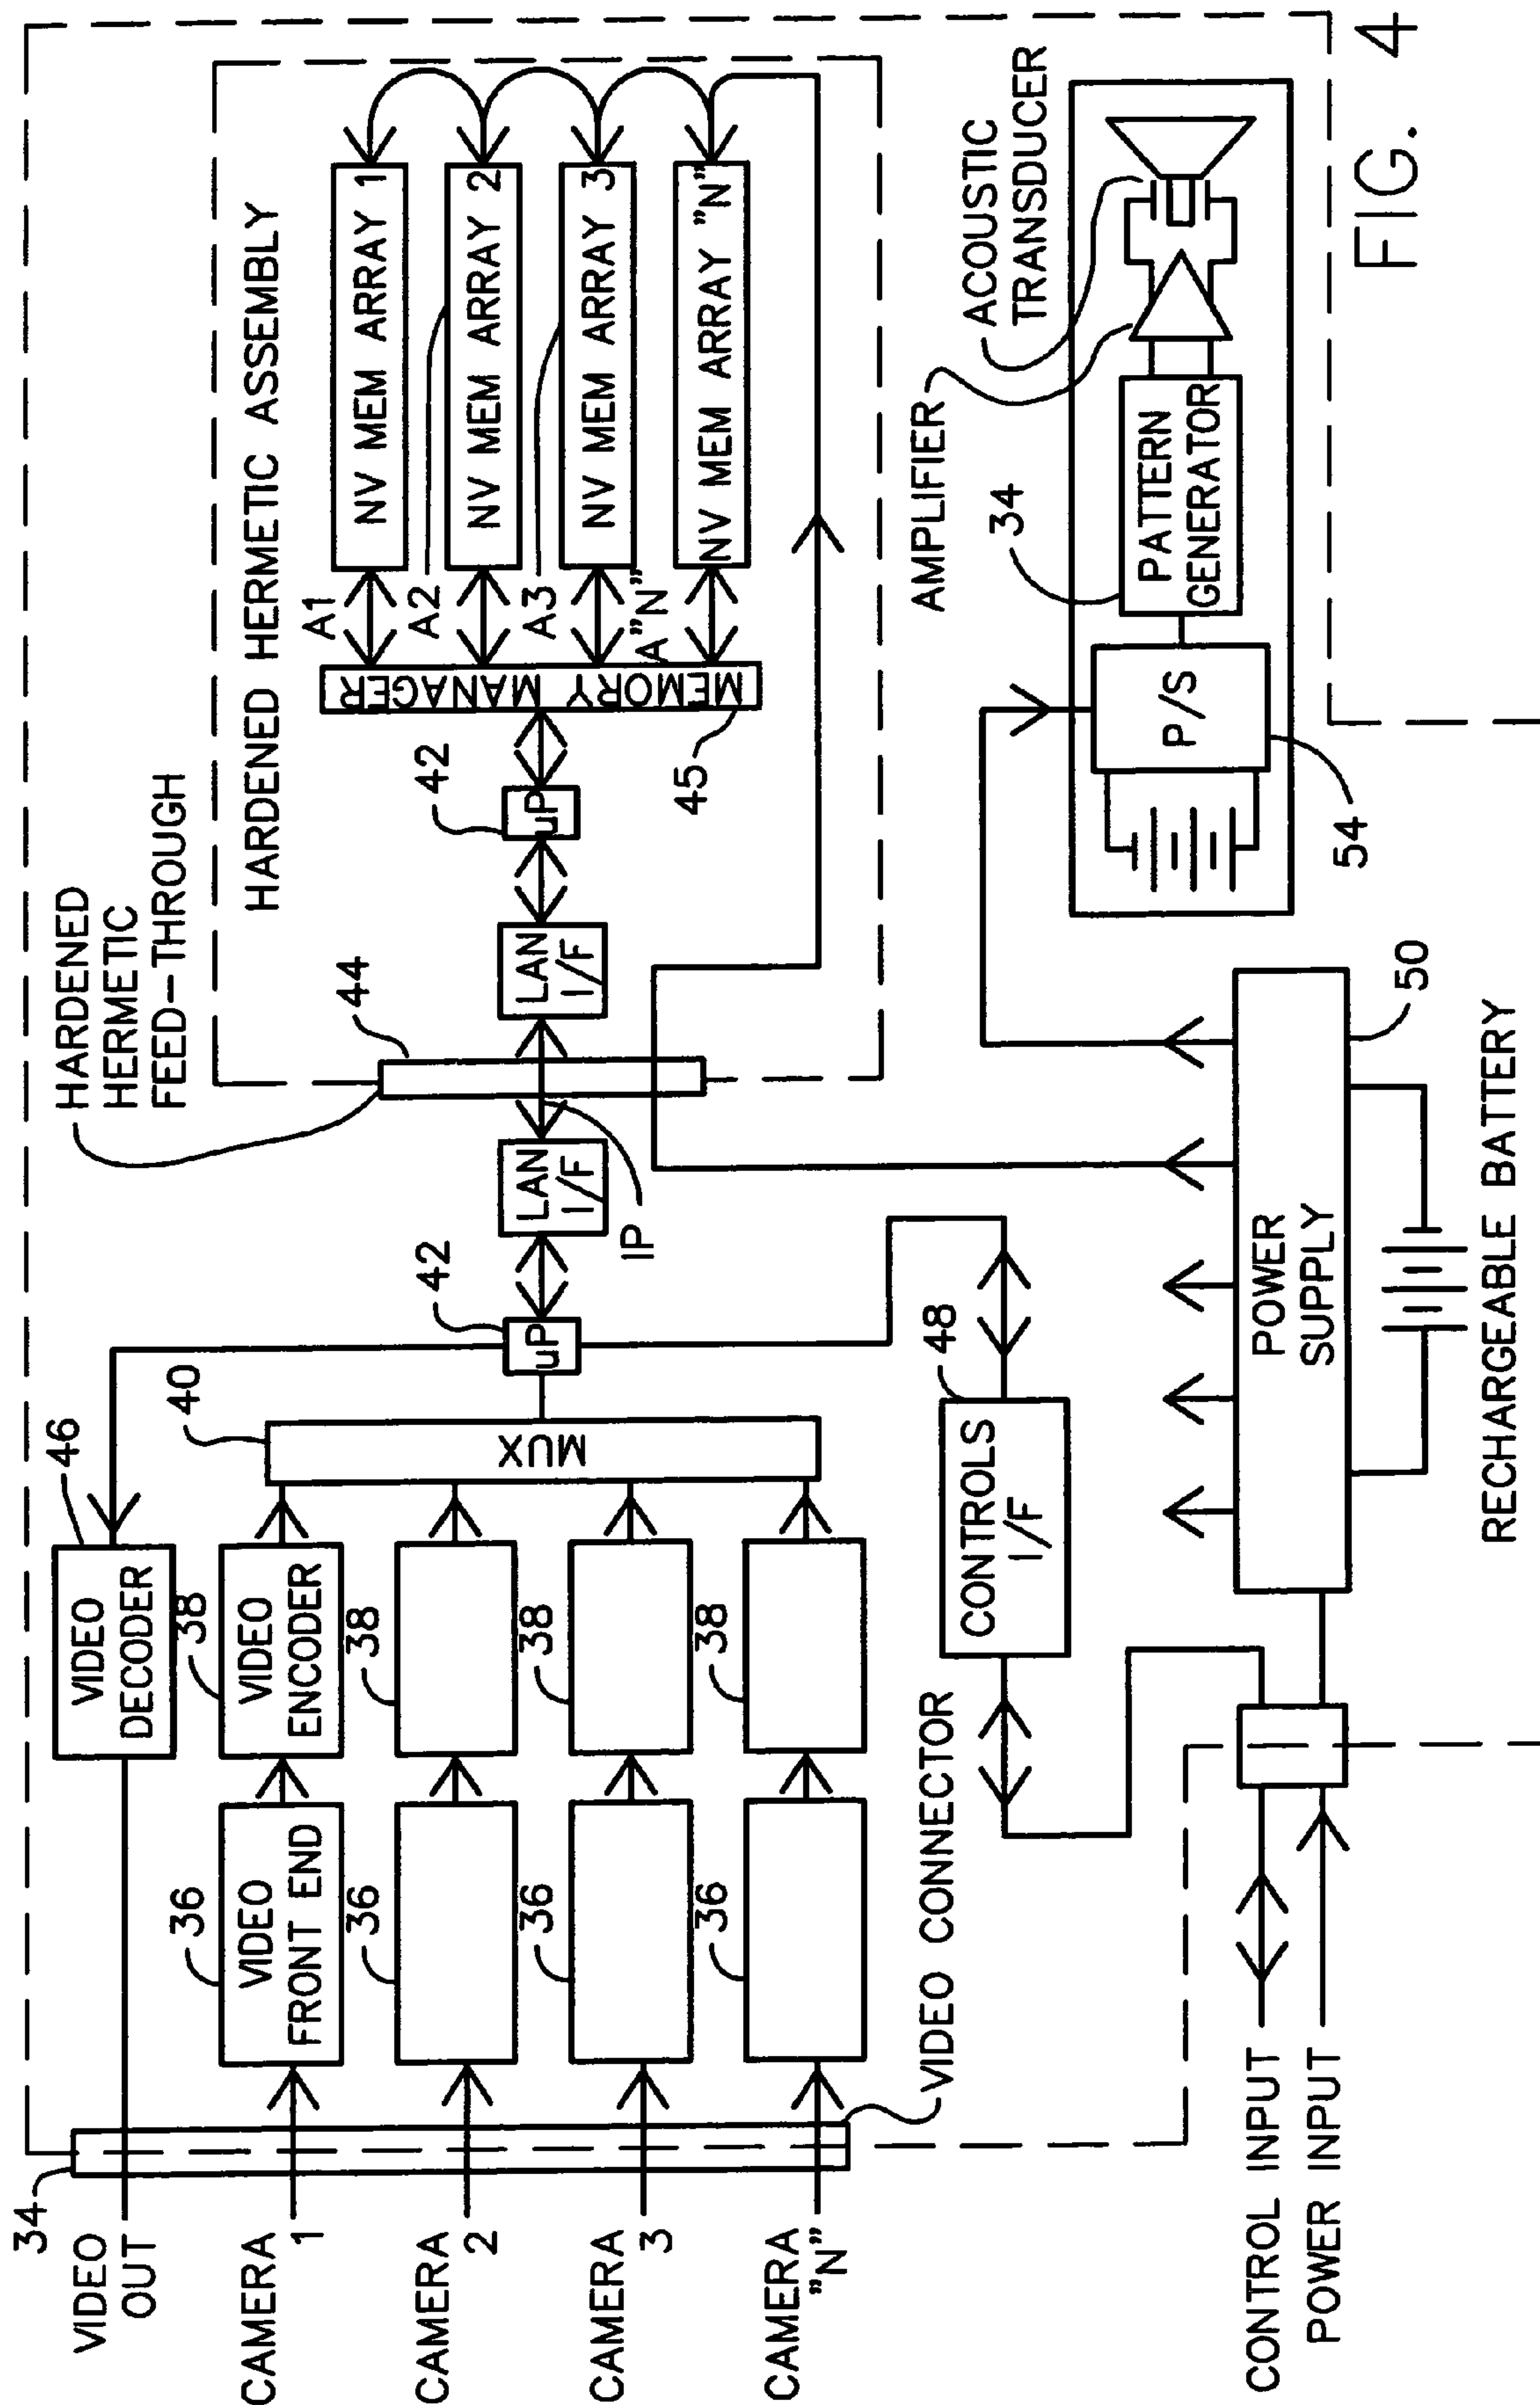 34
VIDEO
OUT
CAMERA
1
CAMERA
2
CAMERA
3
CAMERA
"N"
VIDEO CONNECTOR
CONTROL INPUT
POWER INPUT
46
VIDEO
DECODER
36
VIDEO
FRONT END
38
VIDEO
ENCODER
36
38
36
38
36
38
40
MUX
42
uP
LAN
I/F
IP
48
CONTROLS
I/F
HARDENED
HERMETIC
FEED-THROUGH
44
HARDENED HERMETIC ASSEMBLY
LAN
I/F
42
uP
MEMORY MANAGER
45
A1
NV MEM ARRAY 1
A2
NV MEM ARRAY 2
A3
NV MEM ARRAY 3
A"N"
NV MEM ARRAY "N"
POWER
SUPPLY
50
RECHARGEABLE BATTERY
AMPLIFIER
ACOUSTIC
TRANSDUCER
34
PATTERN
GENERATOR
P/S
54
FIG. 4